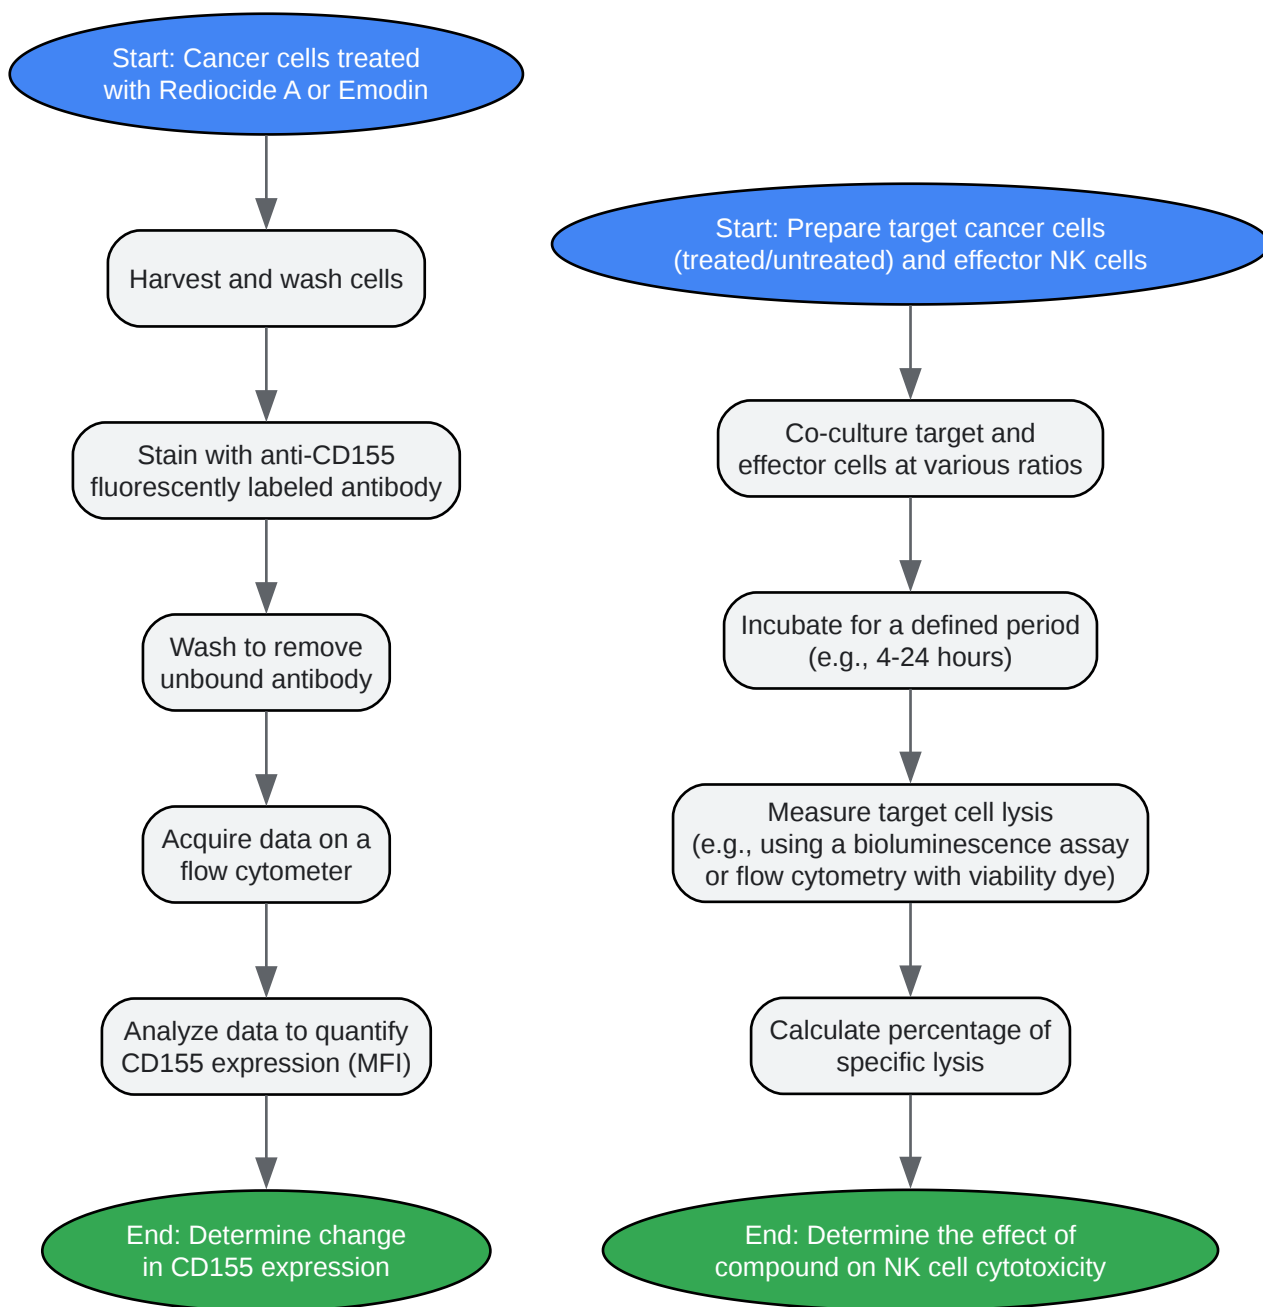 Start: Cancer cells treated
with Rediocide A or Emodin
Harvest and wash cells
Stain with anti-CD155
fluorescently labeled antibody
Wash to remove
unbound antibody
Acquire data on a
flow cytometer
Analyze data to quantify
CD155 expression (MFI)
End: Determine change
in CD155 expression
Start: Prepare target cancer cells
(treated/untreated) and effector NK cells
Co-culture target and
effector cells at various ratios
Incubate for a defined period
(e.g., 4-24 hours)
Measure target cell lysis
(e.g., using a bioluminescence assay
or flow cytometry with viability dye)
Calculate percentage of
specific lysis
End: Determine the effect of
compound on NK cell cytotoxicity